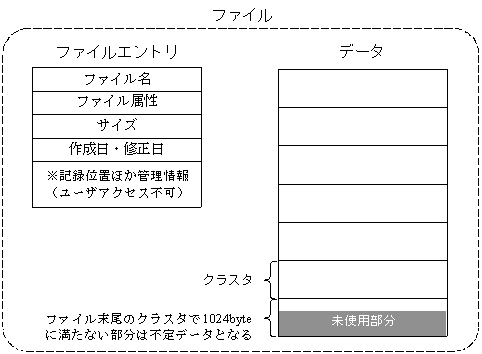 ファイル
ファイルエントリ
ファイル名
ファイル属性
サイズ
作成日・修正日
※記録位置ほか管理情報
（ユーザアクセス不可）
データ
クラスタ
ファイル末尾のクラスタで1024byte
に満たない部分は不定データとなる
未使用部分